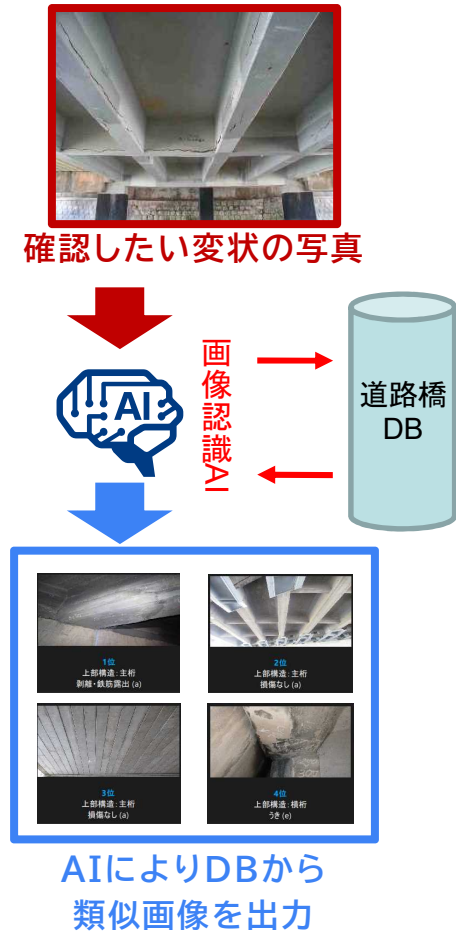 確認したい変状の写真
AI
画像認識AI
道路橋
DB
1位
上部構造:主桁
剥離・鉄筋露出 (a)
2位
上部構造:主桁
損傷なし (a)
3位
上部構造:主桁
損傷なし (a)
4位
上部構造:横桁
うき (e)
AIによりDBから
類似画像を出力